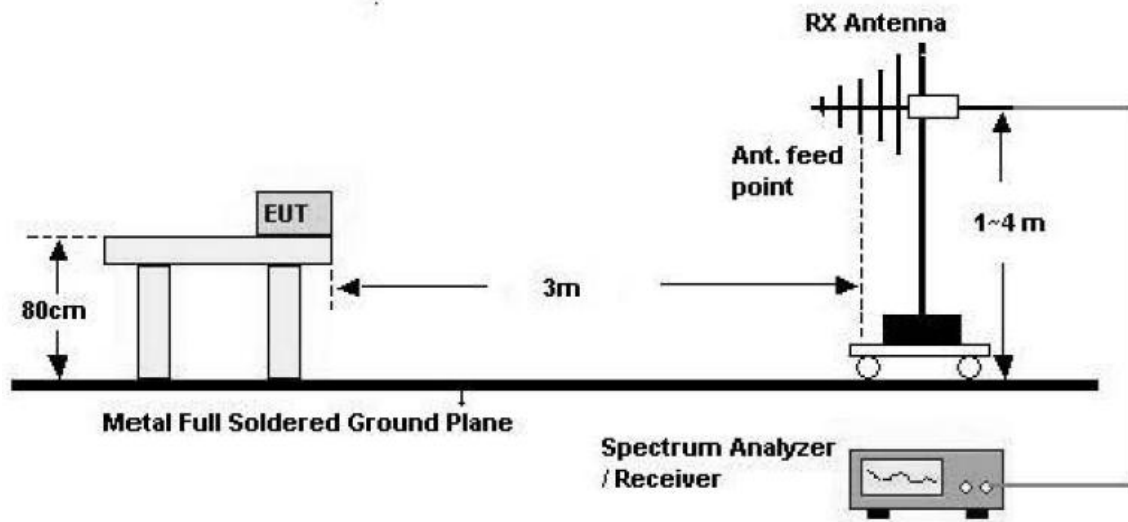 RX Antenna
Ant. feed
point
EUT
1~4 m
3m
80cm
Metal Full Soldered Ground Plane
Spectrum Analyzer
/ Receiver